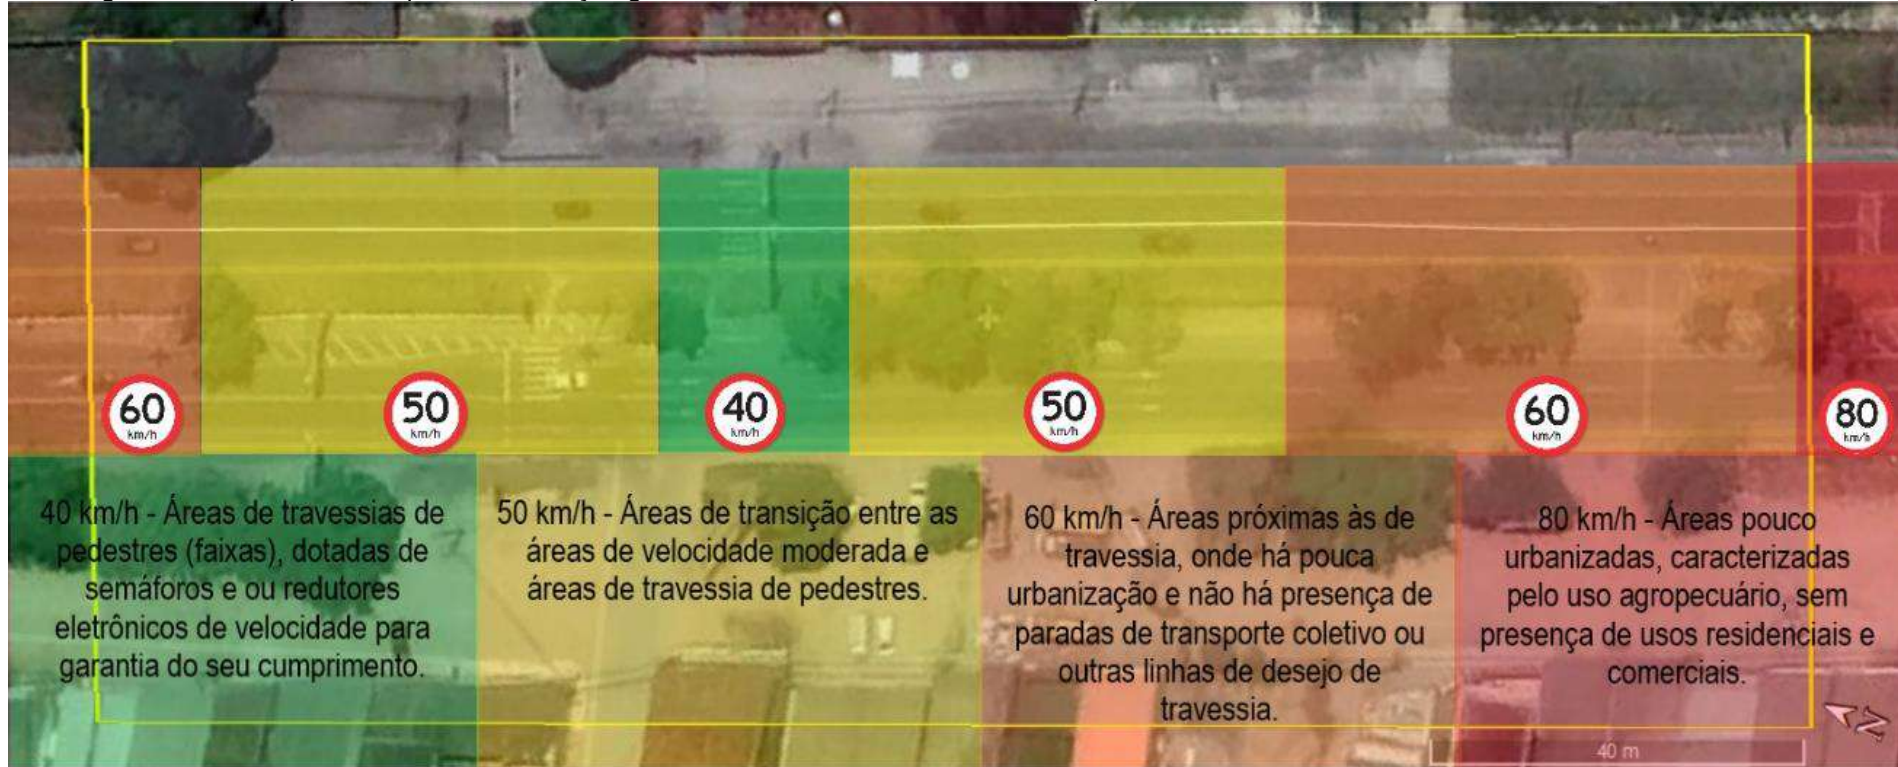 60
km/h
50
km/h
40
km/h
50
km/h
60
km/h
80
km/h
40 km/h - Áreas de travessias de
pedestres (faixas), dotadas de
semáforos e ou redutores
eletrônicos de velocidade para
garantia do seu cumprimento.
50 km/h - Áreas de transição entre as
áreas de velocidade moderada e
áreas de travessia de pedestres.
60 km/h - Áreas próximas às de
travessia, onde há pouca
urbanização e não há presença de
paradas de transporte coletivo ou
outras linhas de desejo de
travessia.
80 km/h - Áreas pouco
urbanizadas, caracterizadas
pelo uso agropecuário, sem
presença de usos residenciais e
comerciais.
N
40 m